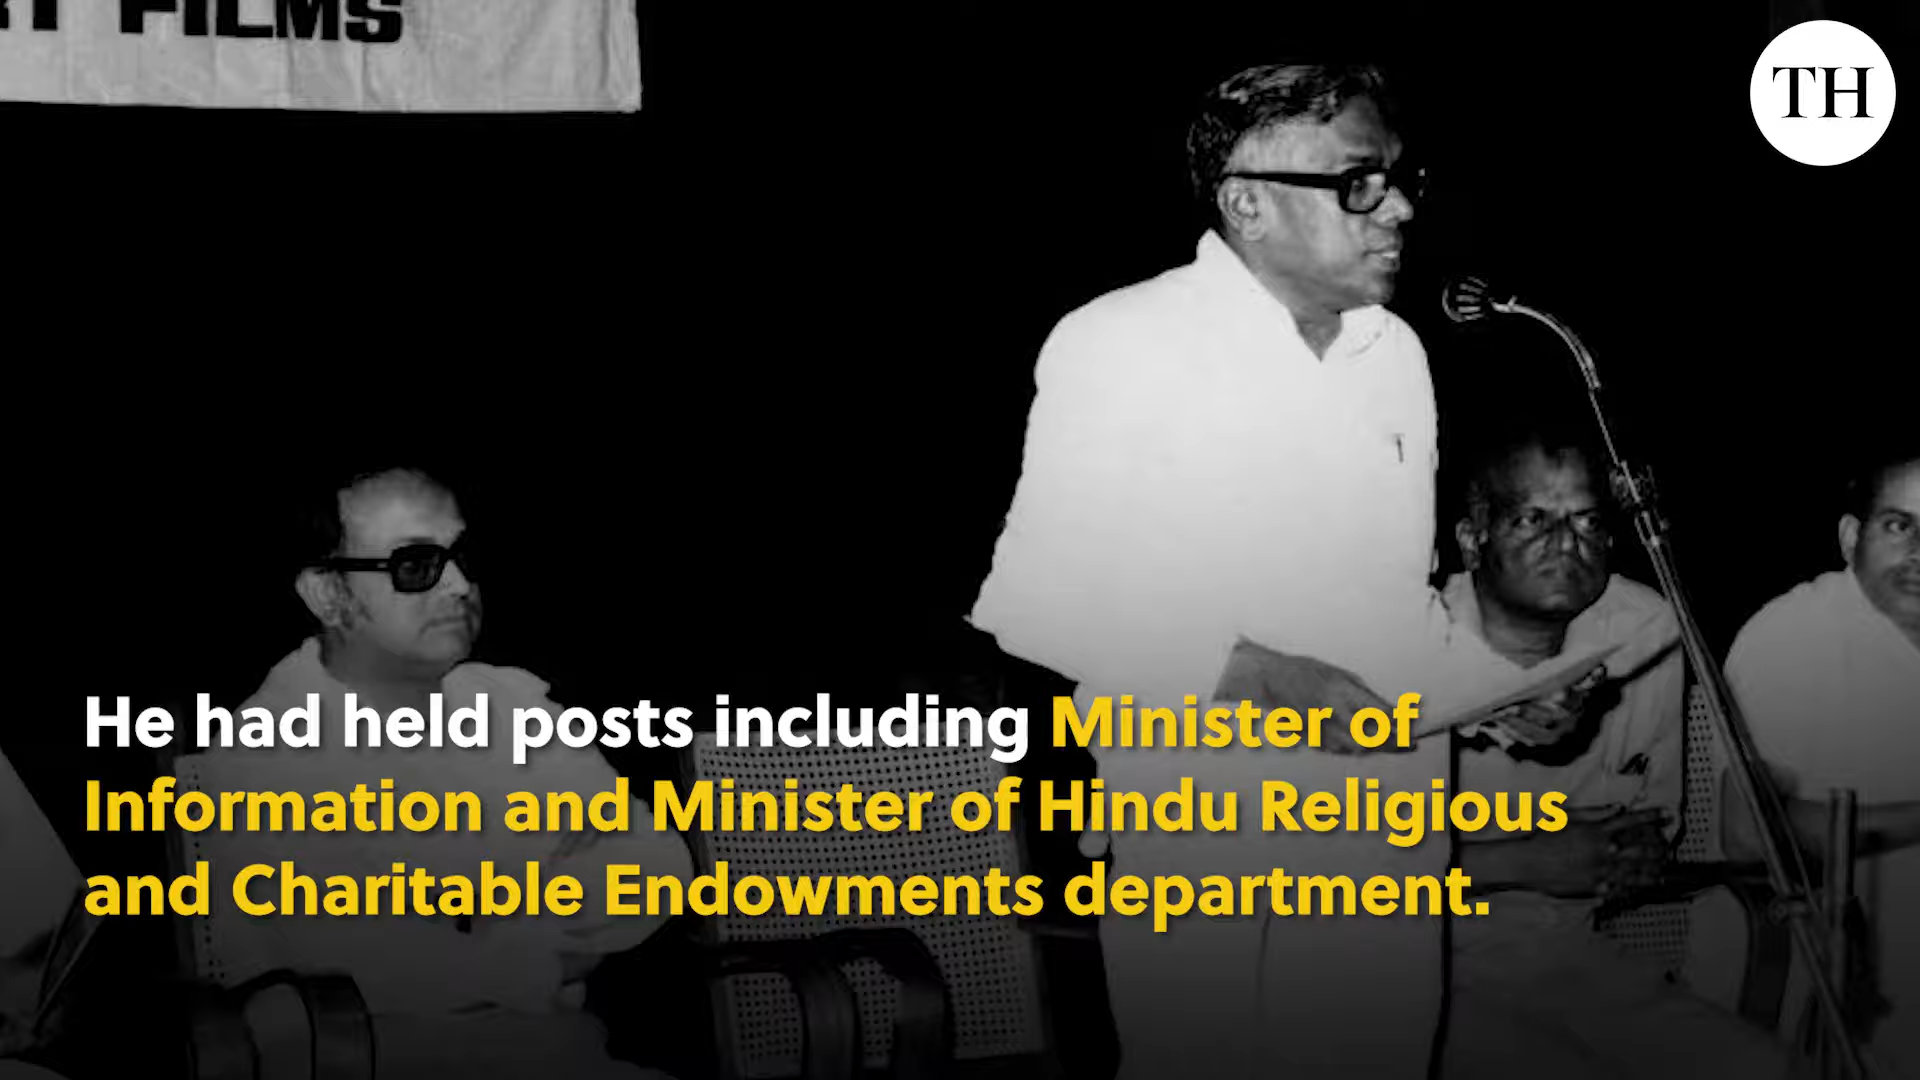 FILMS
TH
He had held posts including Minister of
Information and Minister of Hindu Religious
and Charitable Endowments department.